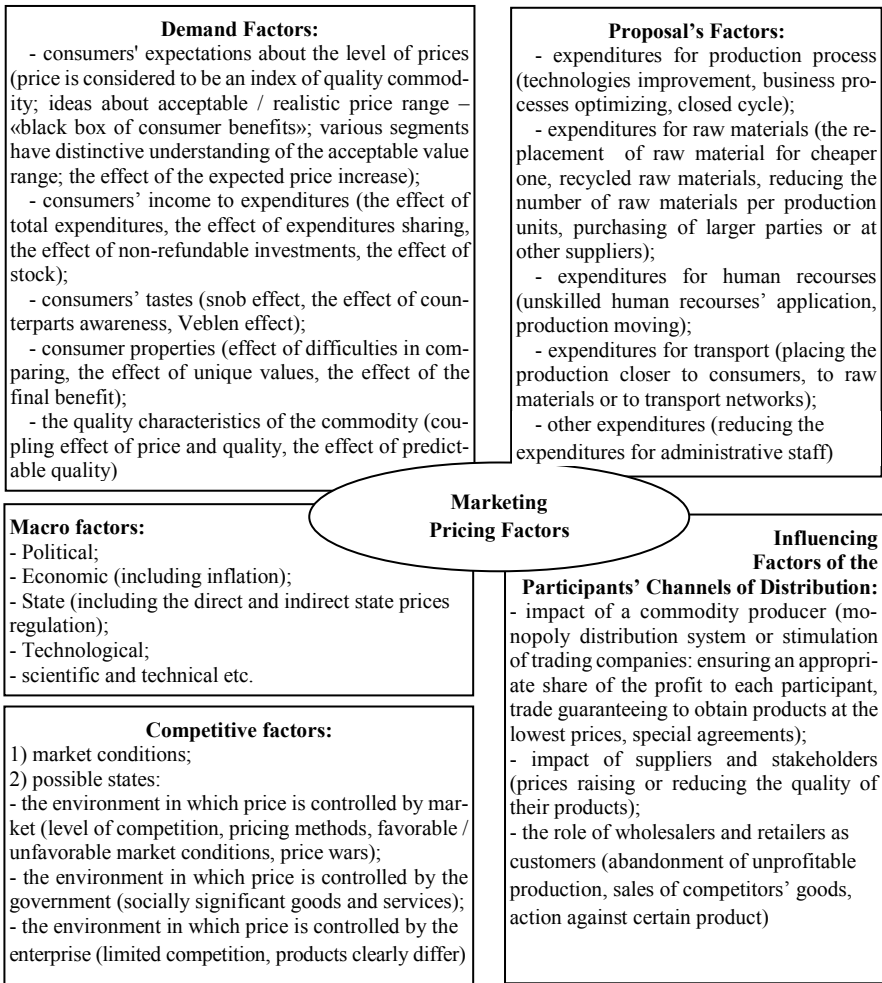 Demand Factors:
- consumers' expectations about the level of prices
(price is considered to be an index of quality commod-
ity; ideas about acceptable / realistic price range –
«black box of consumer benefits»; various segments
have distinctive understanding of the acceptable value
range; the effect of the expected price increase);
- consumers’ income to expenditures (the effect of
total expenditures, the effect of expenditures sharing,
the effect of non-refundable investments, the effect of
stock);
- consumers’ tastes (snob effect, the effect of coun-
terparts awareness, Veblen effect);
- consumer properties (effect of difficulties in com-
paring, the effect of unique values, the effect of the
final benefit);
- the quality characteristics of the commodity (cou-
pling effect of price and quality, the effect of predict-
able quality)
Proposal’s Factors:
- expenditures for production process
(technologies improvement, business pro-
cesses optimizing, closed cycle);
- expenditures for raw materials (the re-
placement of raw material for cheaper
one, recycled raw materials, reducing the
number of raw materials per production
units, purchasing of larger parties or at
other suppliers);
- expenditures for human recourses
(unskilled human recourses’ application,
production moving);
- expenditures for transport (placing the
production closer to consumers, to raw
materials or to transport networks);
- other expenditures (reducing the
expenditures for administrative staff)
Marketing
Pricing Factors
Macro factors:
- Political;
- Economic (including inflation);
- State (including the direct and indirect state prices
regulation);
- Technological;
- scientific and technical etc.
Influencing
Factors of the
Participants’ Channels of Distribution:
- impact of a commodity producer (mo-
nopoly distribution system or stimulation
of trading companies: ensuring an appropri-
ate share of the profit to each participant,
trade guaranteeing to obtain products at the
lowest prices, special agreements);
- impact of suppliers and stakeholders
(prices raising or reducing the quality of
their products);
- the role of wholesalers and retailers as
customers (abandonment of unprofitable
production, sales of competitors’ goods,
action against certain product)
Competitive factors:
1) market conditions;
2) possible states:
- the environment in which price is controlled by mar-
ket (level of competition, pricing methods, favorable /
unfavorable market conditions, price wars);
- the environment in which price is controlled by the
government (socially significant goods and services);
- the environment in which price is controlled by the
enterprise (limited competition, products clearly differ)